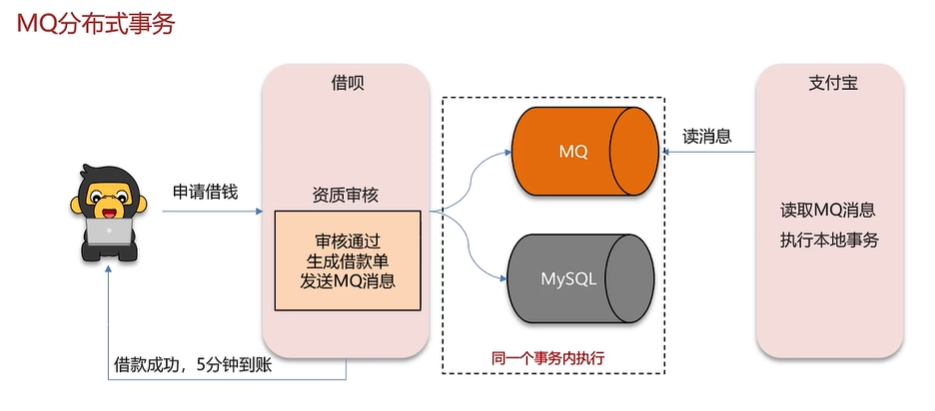 MQ分布式事务
借呗
支付宝
MQ
读消息
申请借钱
资质审核
审核通过
生成借款单
发送MQ消息
读取MQ消息
执行本地事务
MySQL
同一个事务内执行
借款成功，5分钟到账